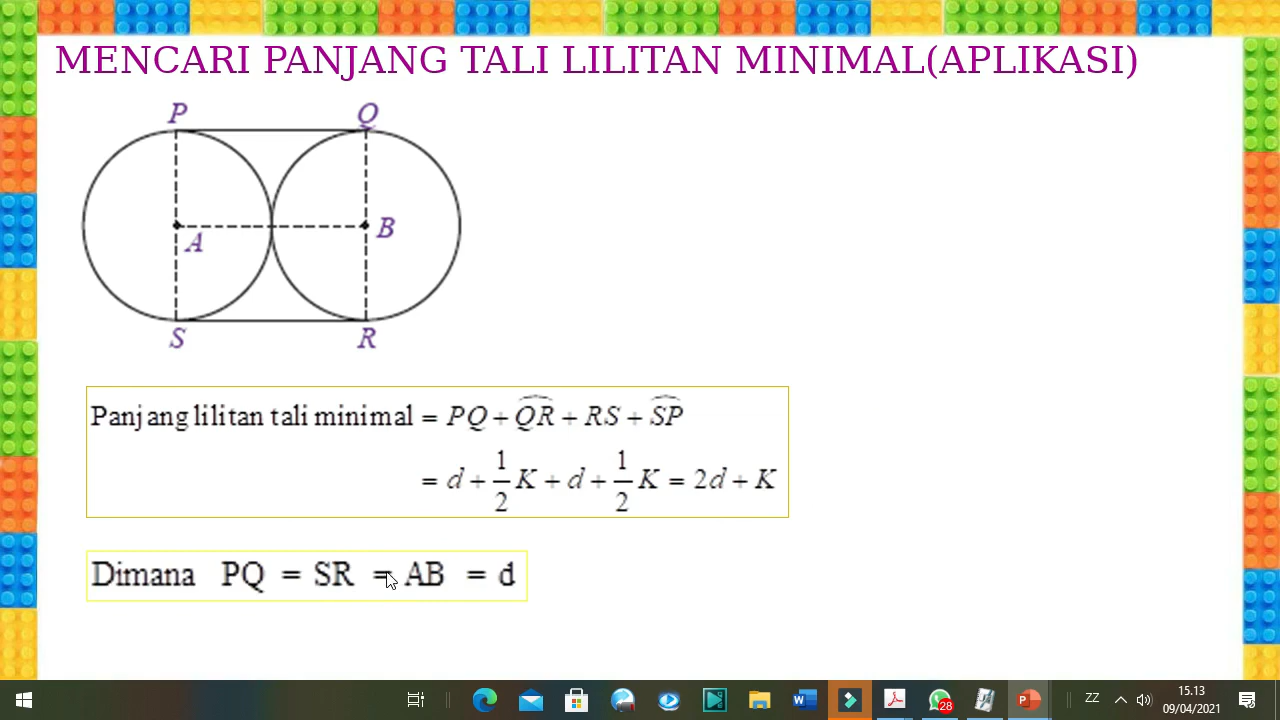 MENCARI PANJANG TALI LILITAN MINIMAL(APLIKASI)
P
Q
A
B
S
R
Panjang lilitan tali minimal = PQ + QR + RS + SP
= d + 1/2 K + d + 1/2 K = 2d + K
Dimana PQ = SR = AB = d
28
ZZ
15.13
09/04/2021